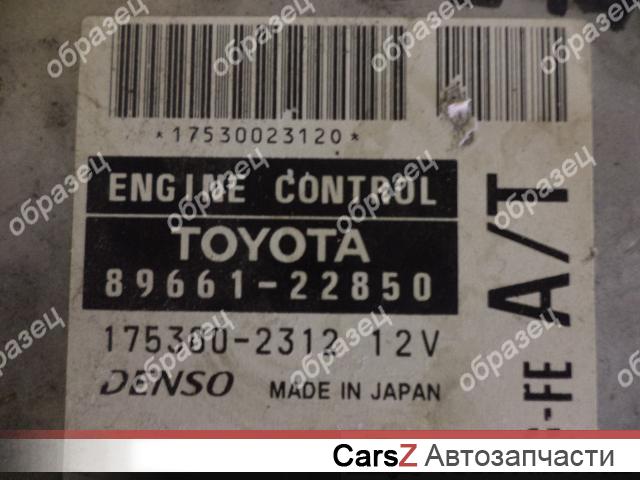 *17530023120*
ENGINE CONTROL
TOYOTA
89661-22850
175300-2312 12V
DENSO MADE IN JAPAN
A/T
-FE
образец
CarsZ Автозапчасти